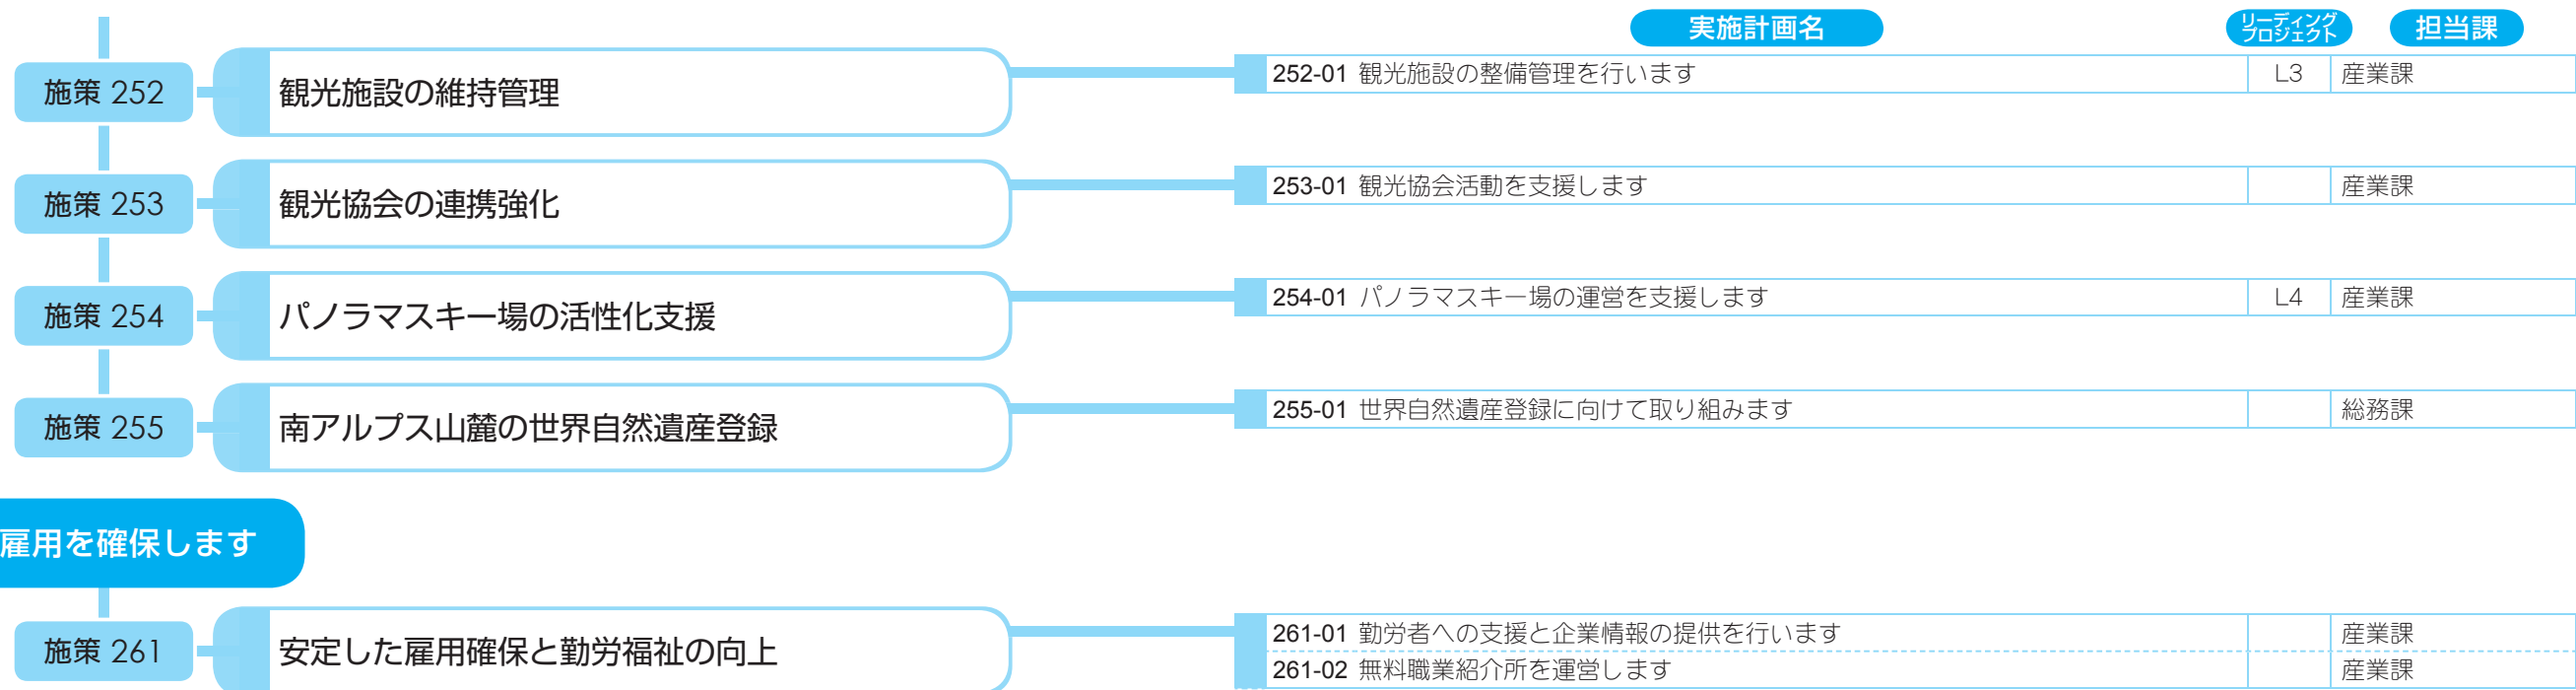 実施計画名 リーディングプロジェクト 担当課
施策 252 観光施設の維持管理 252-01 観光施設の整備管理を行います L3 産業課
施策 253 観光協会の連携強化 253-01 観光協会活動を支援します 産業課
施策 254 パノラマスキー場の活性化支援 254-01 パノラマスキー場の運営を支援します L4 産業課
施策 255 南アルプス山麓の世界自然遺産登録 255-01 世界自然遺産登録に向けて取り組みます 総務課
雇用を確保します
施策 261 安定した雇用確保と勤労福祉の向上 261-01 勤労者への支援と企業情報の提供を行います 産業課
261-02 無料職業紹介所を運営します 産業課